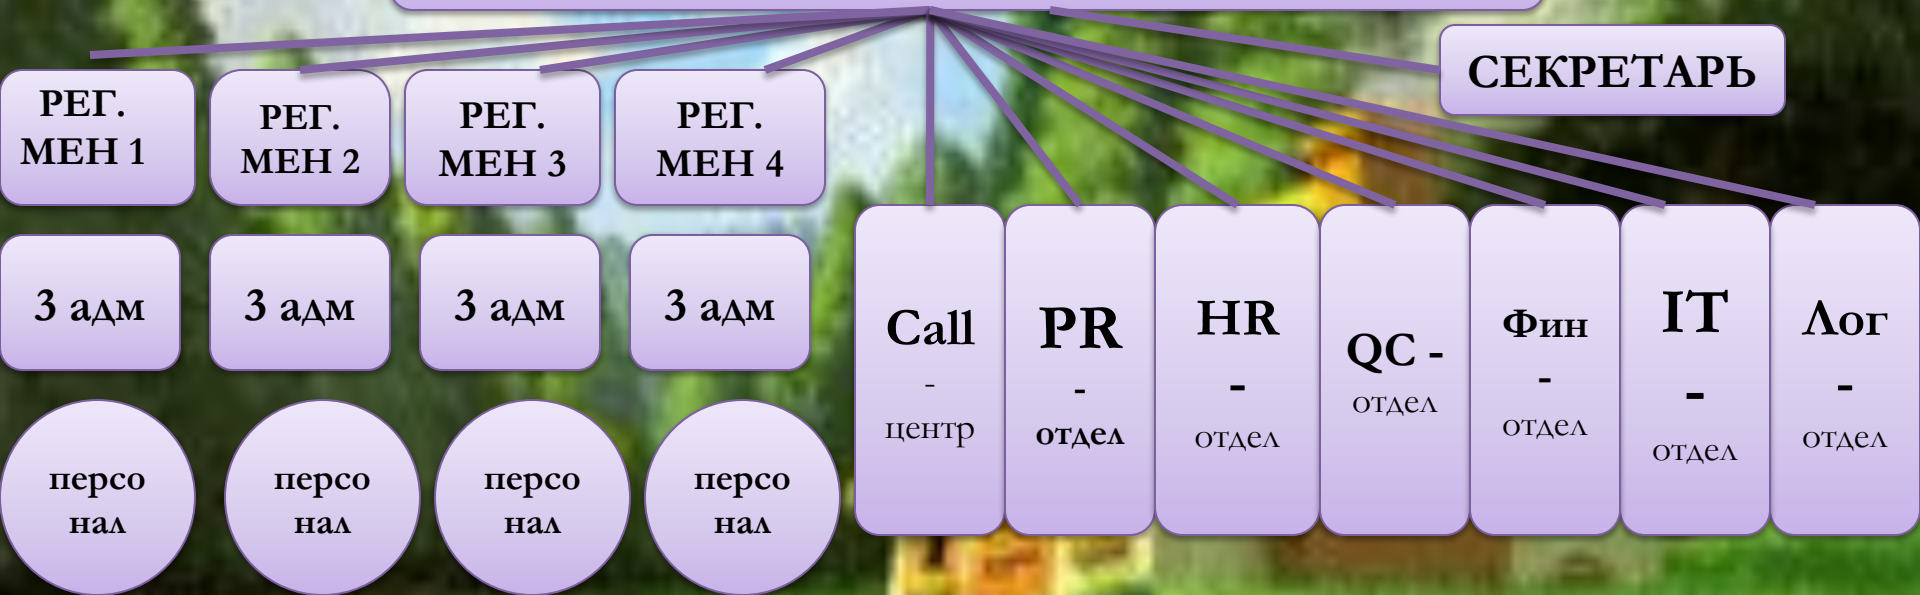 СЕКРЕТАРЬ
РЕГ.
МЕН 1
РЕГ.
МЕН 2
РЕГ.
МЕН 3
РЕГ.
МЕН 4
3 адм
3 адм
3 адм
3 адм
Call
-
центр
PR
-
отдел
HR
-
отдел
QC -
отдел
Фин
-
отдел
IT
-
отдел
Лог
-
отдел
персо
нал
персо
нал
персо
нал
персо
нал